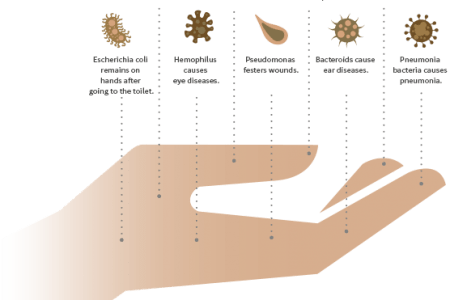 Escherichia coli
remains on
hands after
going to the toilet.
Hemophilus
causes
eye diseases.
Pseudomonas
festers wounds.
Bacteroids cause
ear diseases.
Pneumonia
bacteria causes
pneumonia.